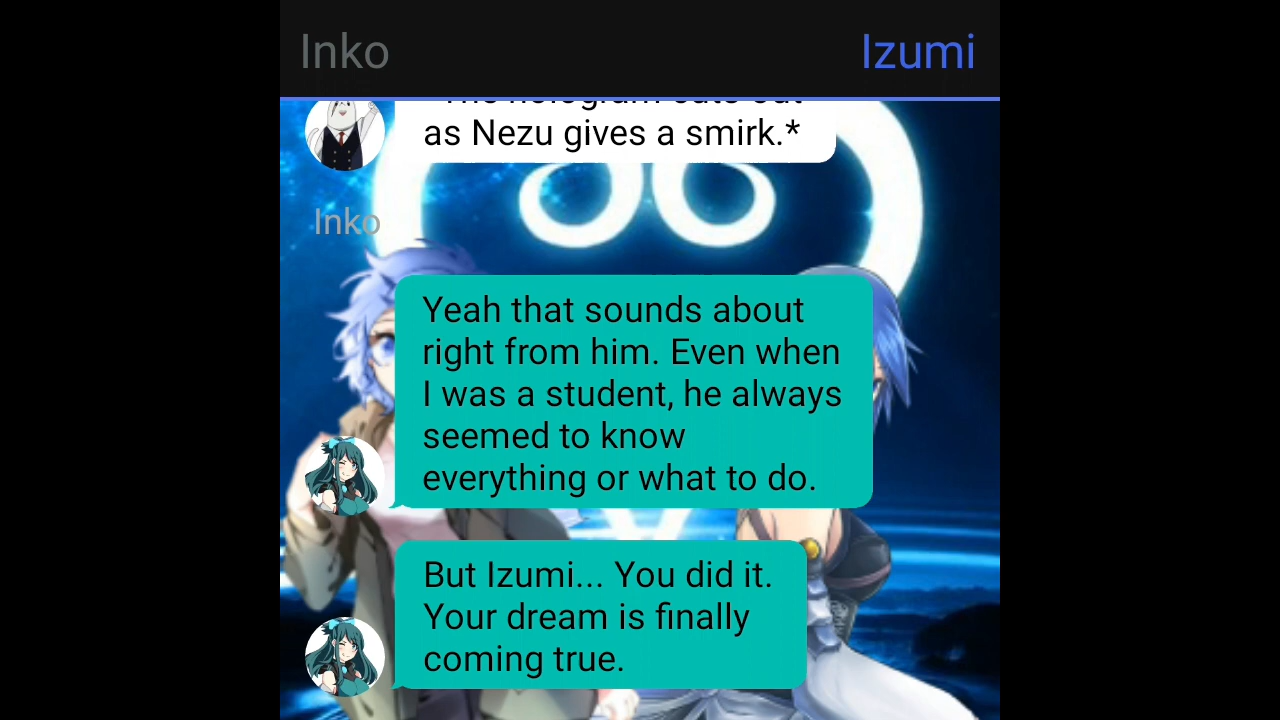 Inko
Izumi
as Nezu gives a smirk.*
Inko
Yeah that sounds about
right from him. Even when
I was a student, he always
seemed to know
everything or what to do.
But Izumi... You did it.
Your dream is finally
coming true.